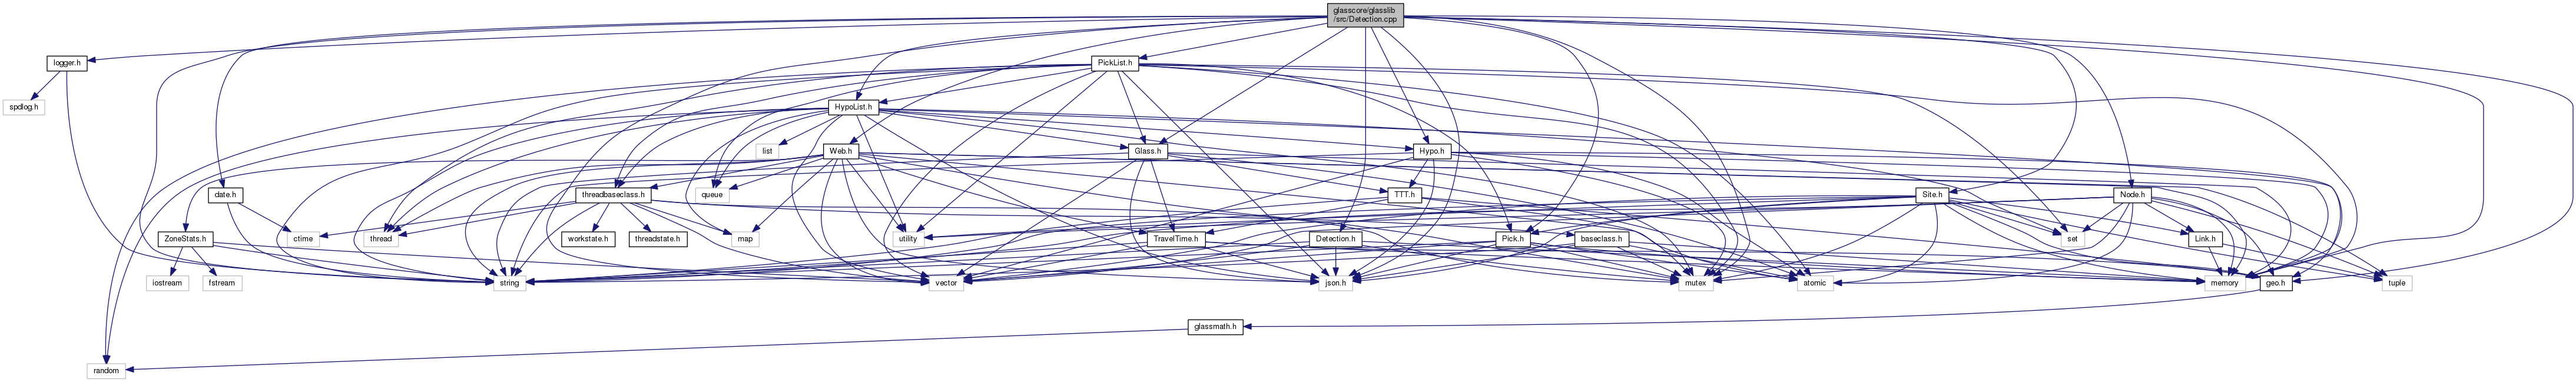 glasscore/glasslib
/src/Detection.cpp
logger.h
PickList.h
spdlog.h
HypoList.h
list
Web.h
Glass.h
Hypo.h
date.h
threadbaseclass.h
queue
TTT.h
Site.h
Node.h
ZoneStats.h
ctime
thread
workstate.h
threadstate.h
map
utility
TravelTime.h
Detection.h
Pick.h
baseclass.h
set
Link.h
iostream
fstream
string
vector
json.h
mutex
atomic
memory
geo.h
tuple
glassmath.h
random